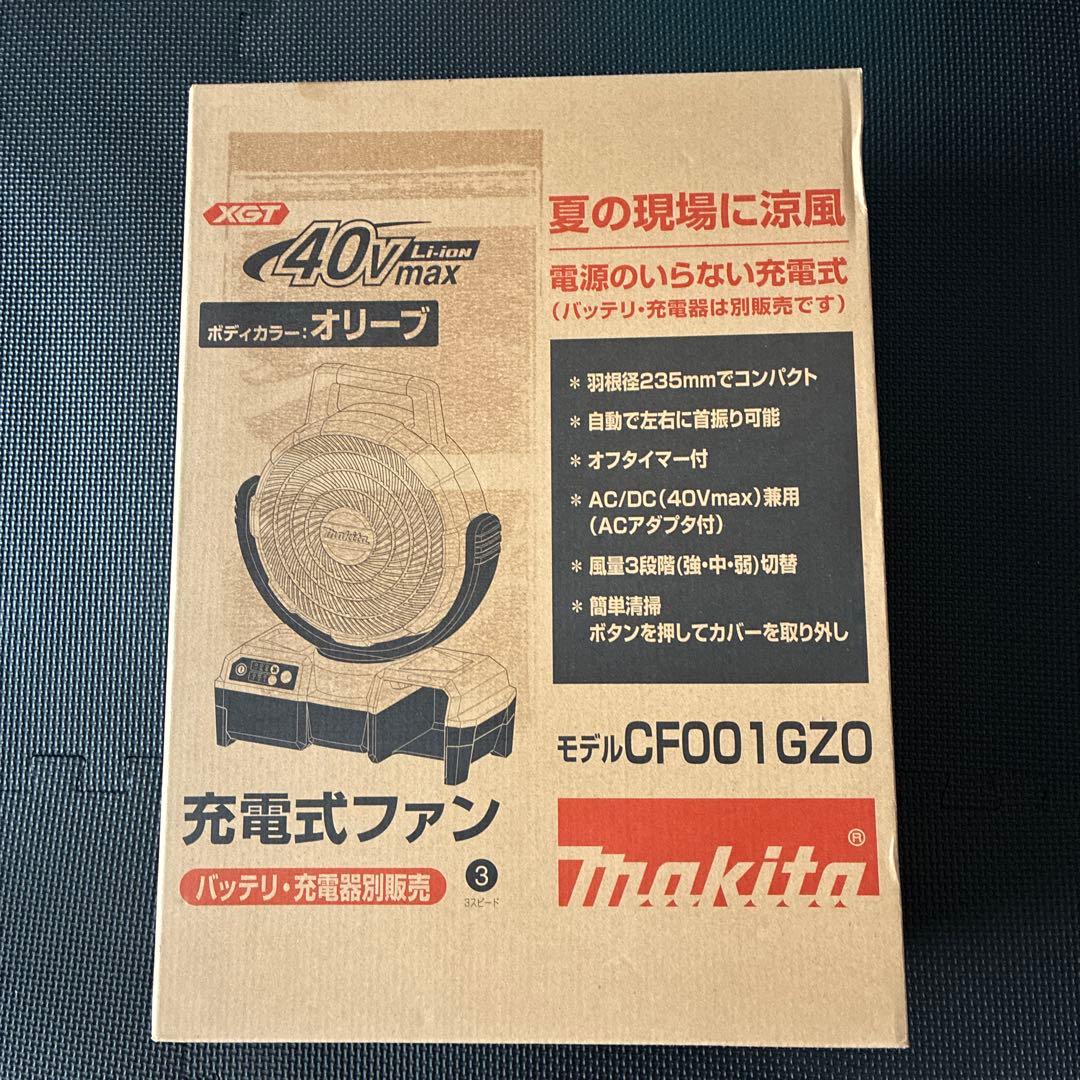 XGT
40Vmax Li-ion
ボディカラー:オリーブ
makita
充電式ファン
バッテリ・充電器別販売
3
3スピード
夏の現場に涼風
電源のいらない充電式
(バッテリ・充電器は別販売です)
* 羽根径235mmでコンパクト
* 自動で左右に首振り可能
* オフタイマー付
* AC/DC(40Vmax)兼用
(ACアダプタ付)
* 風量3段階(強・中・弱)切替
* 簡単清掃
ボタンを押してカバーを取り外し
モデルCF001GZO
makita®